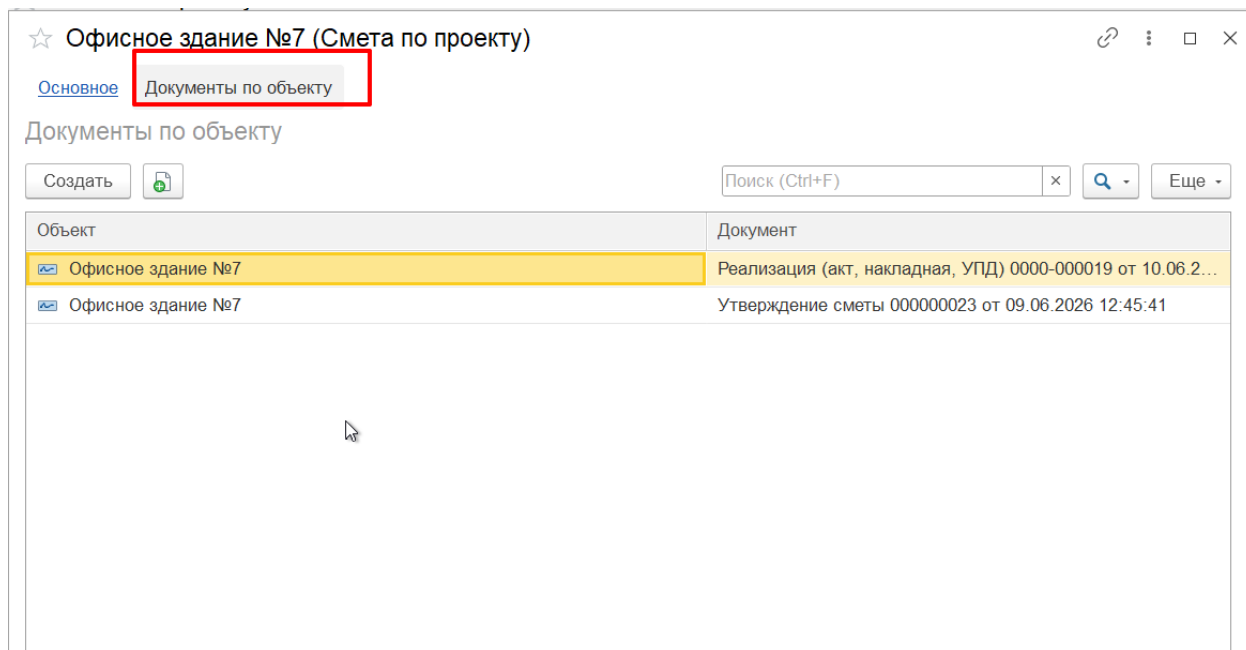 Офисное здание №7 (Смета по проекту)
Основное Документы по объекту
Документы по объекту
Создать Поиск (Ctrl+F) Еще
Объект Документ
Офисное здание №7 Реализация (акт, накладная, УПД) 0000-000019 от 10.06.2...
Офисное здание №7 Утверждение сметы 000000023 от 09.06.2026 12:45:41